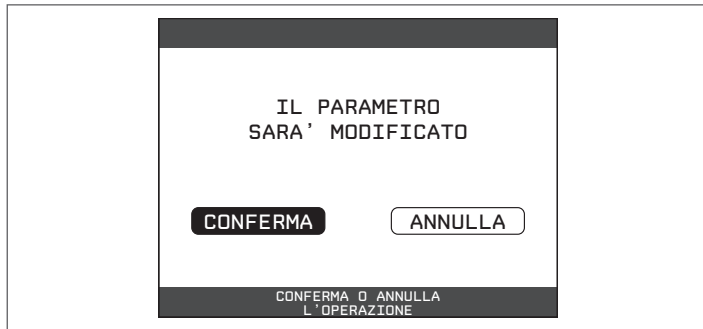 IL PARAMETRO
SARA’ MODIFICATO
CONFERMA
ANNULLA
CONFERMA O ANNULLA
L’OPERAZIONE